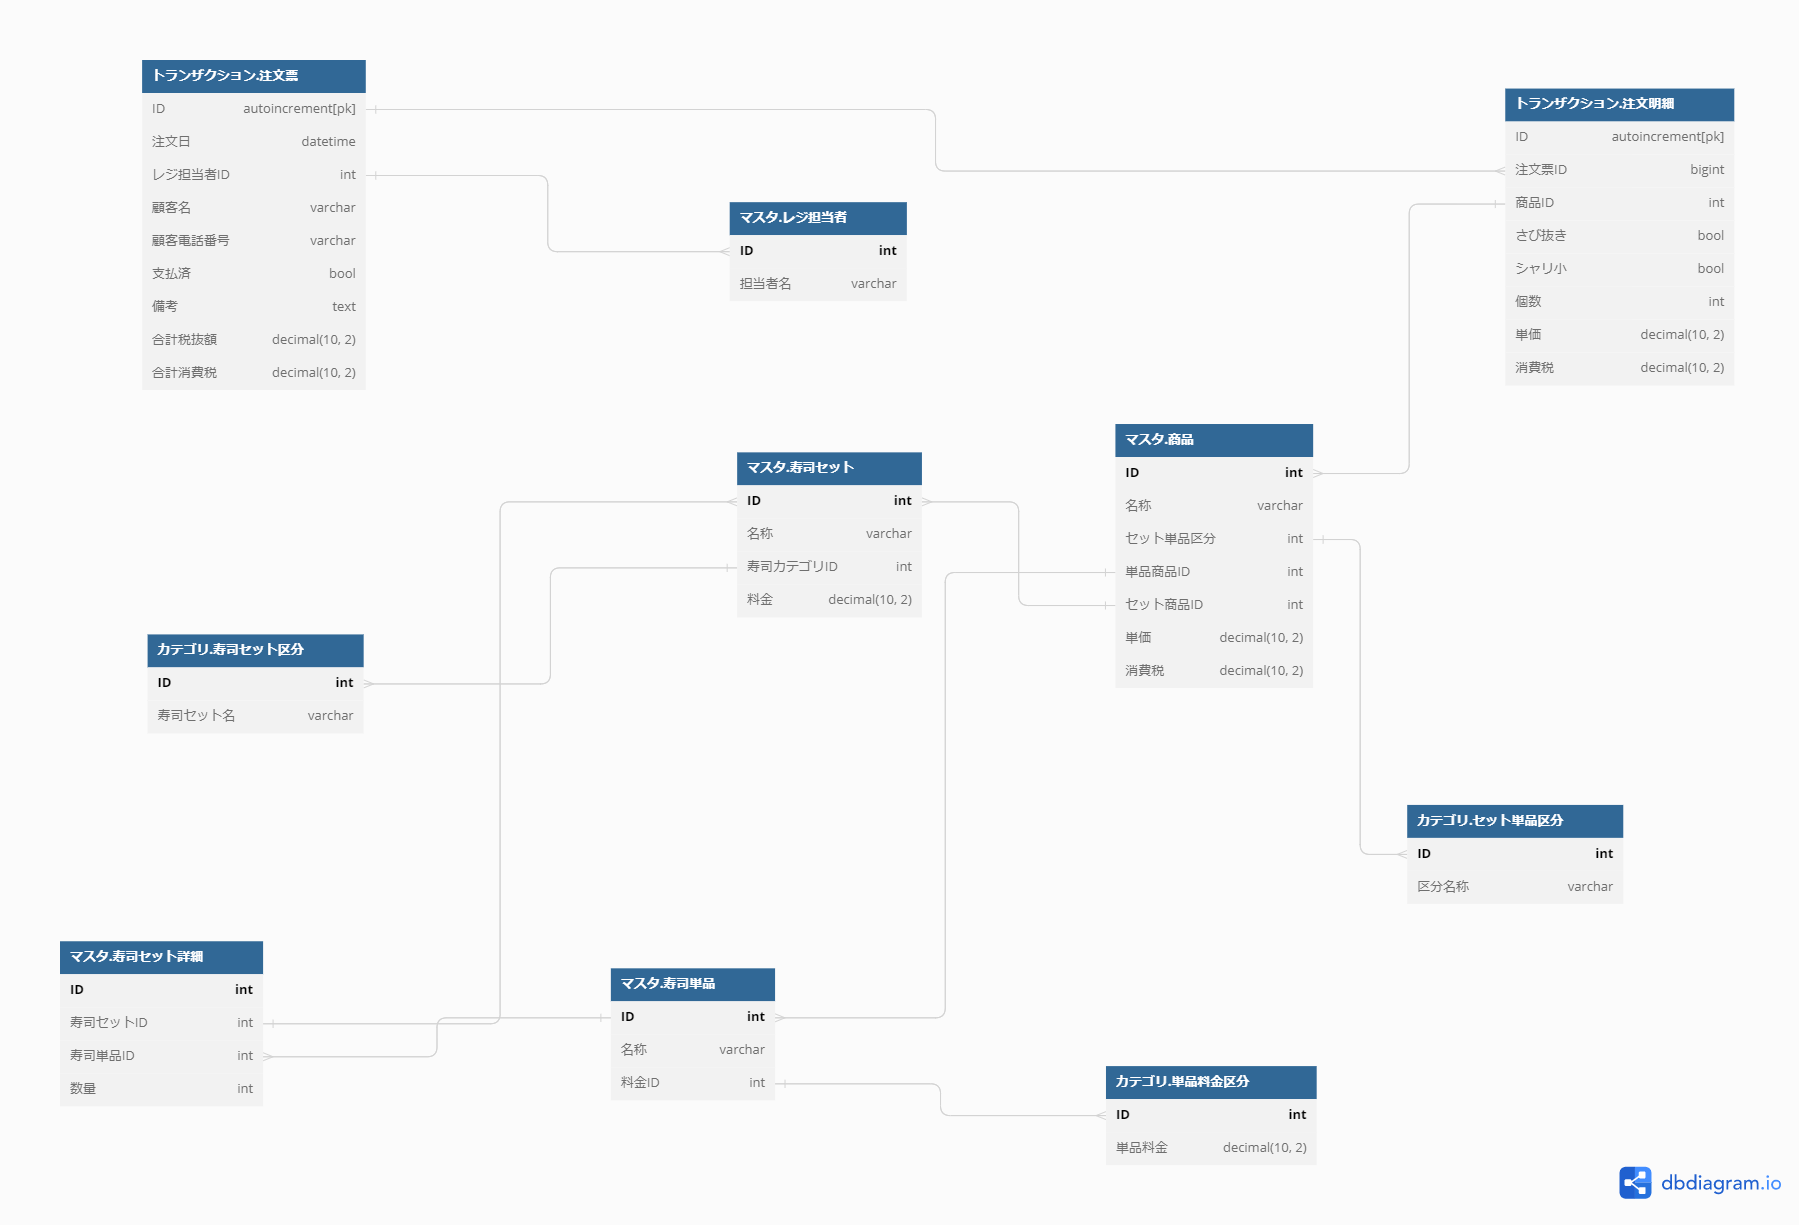 トランザクション.注文票
ID autoincrement[pk]
注文日 datetime
レジ担当者ID int
顧客名 varchar
顧客電話番号 varchar
支払済 bool
備考 text
合計税抜額 decimal(10, 2)
合計消費税 decimal(10, 2)
トランザクション.注文明細
ID autoincrement[pk]
注文票ID bigint
商品ID int
さび抜き bool
シャリ小 bool
個数 int
単価 decimal(10, 2)
消費税 decimal(10, 2)
マスタ.レジ担当者
ID int
担当者名 varchar
マスタ.寿司セット
ID int
名称 varchar
寿司カテゴリID int
料金 decimal(10, 2)
マスタ.商品
ID int
名称 varchar
セット単品区分 int
単品商品ID int
セット商品ID int
単価 decimal(10, 2)
消費税 decimal(10, 2)
カテゴリ.寿司セット区分
ID int
寿司セット名 varchar
カテゴリ.セット単品区分
ID int
区分名称 varchar
マスタ.寿司セット詳細
ID int
寿司セットID int
寿司単品ID int
数量 int
マスタ.寿司単品
ID int
名称 varchar
料金ID int
カテゴリ.単品料金区分
ID int
単品料金 decimal(10, 2)
dbdiagram.io